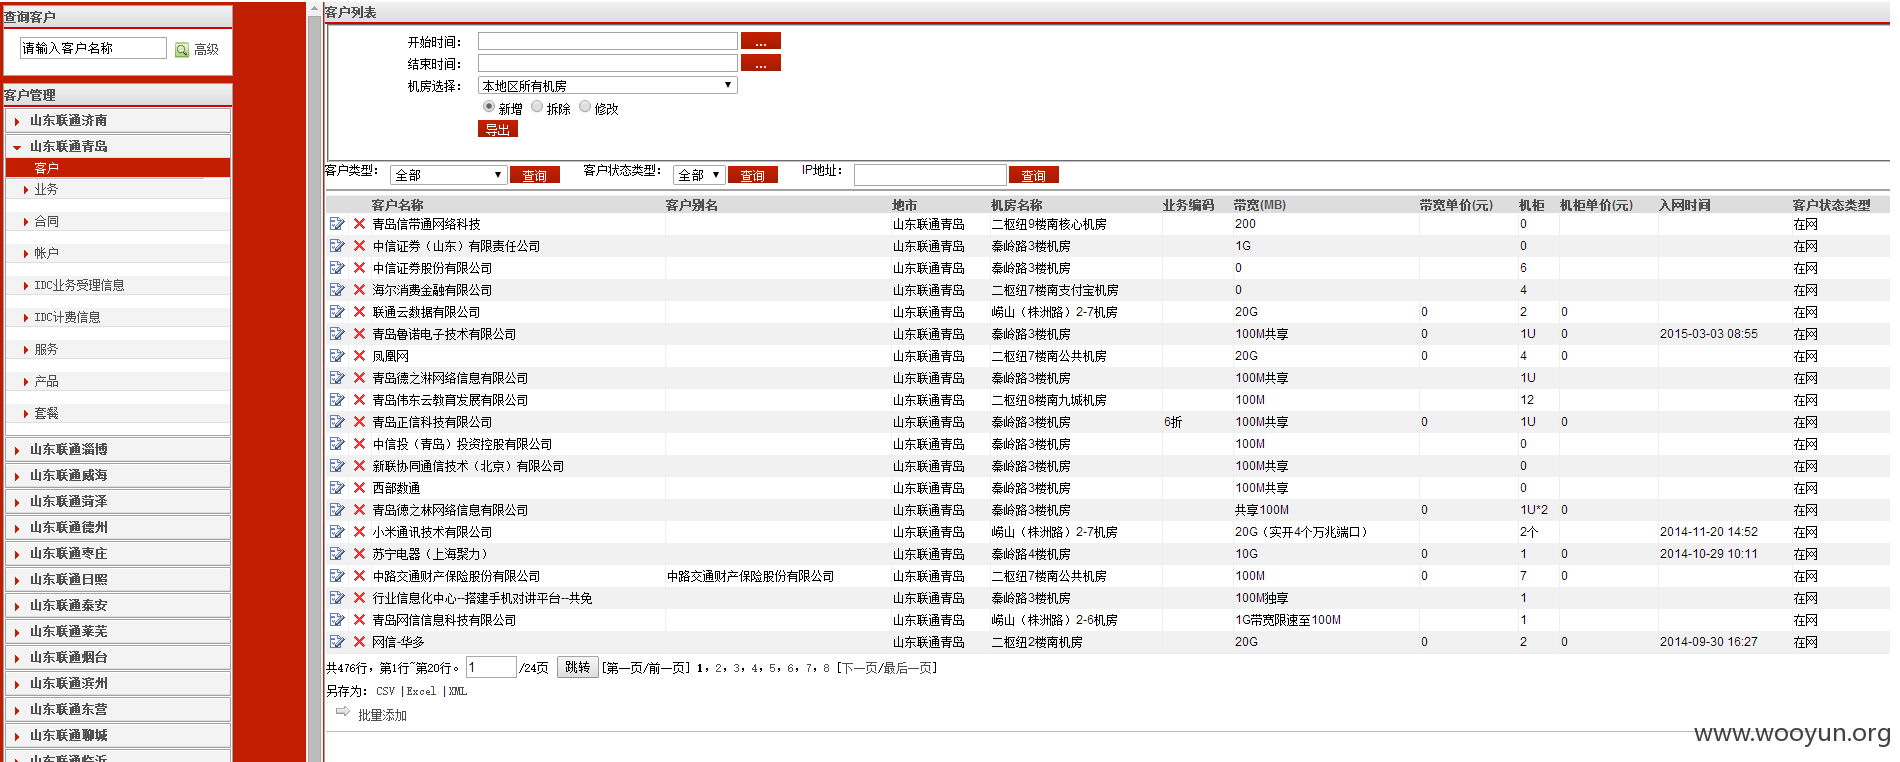 查询客户
请输入客户名称 高级
客户管理
山东联通济南
山东联通青岛
客户
业务
合同
帐户
IDC业务受理信息
IDC计费信息
服务
产品
套餐
山东联通淄博
山东联通威海
山东联通菏泽
山东联通德州
山东联通枣庄
山东联通日照
山东联通泰安
山东联通莱芜
山东联通烟台
山东联通滨州
山东联通东营
山东联通聊城
山东联通临沂
客户列表
开始时间: ...
结束时间: ...
机房选择: 本地区所有机房
新增 拆除 修改
导出
客户类型: 全部 查询 客户状态类型: 全部 查询 IP地址: 查询
客户名称 客户别名 地市 机房名称 业务编码 带宽(MB) 带宽单价(元) 机柜 机柜单价(元) 入网时间 客户状态类型
青岛信带通网络科技 山东联通青岛 二枢纽9楼南核心机房 200 0 在网
中信证券（山东）有限责任公司 山东联通青岛 秦岭路3楼机房 1G 0 在网
中信证券股份有限公司 山东联通青岛 秦岭路3楼机房 0 6 在网
海尔消费金融有限公司 山东联通青岛 二枢纽7楼南支付宝机房 0 4 在网
联通云数据有限公司 山东联通青岛 崂山（株洲路）2-7机房 20G 0 2 0 在网
青岛鲁诺电子技术有限公司 山东联通青岛 秦岭路3楼机房 100M共享 0 1U 0 2015-03-03 08:55 在网
凤凰网 山东联通青岛 二枢纽7楼南公共机房 20G 0 4 0 在网
青岛德之淋网络信息有限公司 山东联通青岛 秦岭路3楼机房 100M共享 1U 在网
青岛伟东云教育发展有限公司 山东联通青岛 二枢纽8楼南九城机房 100M 12 在网
青岛正信科技有限公司 山东联通青岛 秦岭路3楼机房 6折 100M共享 0 1U 0 在网
中信投（青岛）投资控股有限公司 山东联通青岛 秦岭路3楼机房 100M 0 在网
新联协同通信技术（北京）有限公司 山东联通青岛 秦岭路3楼机房 100M共享 0 在网
西部数通 山东联通青岛 秦岭路3楼机房 100M共享 0 在网
青岛德之林网络信息有限公司 山东联通青岛 秦岭路3楼机房 共享100M 0 1U*2 0 在网
小米通讯技术有限公司 山东联通青岛 崂山（株洲路）2-7机房 20G（实开4个万兆端口） 2个 2014-11-20 14:52 在网
苏宁电器（上海聚力） 山东联通青岛 秦岭路4楼机房 10G 0 1 0 2014-10-29 10:11 在网
中路交通财产保险股份有限公司 中路交通财产保险股份有限公司 山东联通青岛 二枢纽7楼南公共机房 100M 0 7 0 在网
行业信息化中心--搭建手机对讲平台--共免 山东联通青岛 秦岭路3楼机房 100M独享 1 在网
青岛网信信息科技有限公司 山东联通青岛 崂山（株洲路）2-6机房 1G带宽限速至100M 1 在网
网信-华多 山东联通青岛 二枢纽2楼南机房 20G 0 2 0 2014-09-30 16:27 在网
共476行，第1行~第20行。 1 /24页 跳转 [第一页/前一页] 1, 2, 3, 4, 5, 6, 7, 8 [下一页/最后一页]
另存为: CSV |Excel |XML
批量添加
www.wooyun.org